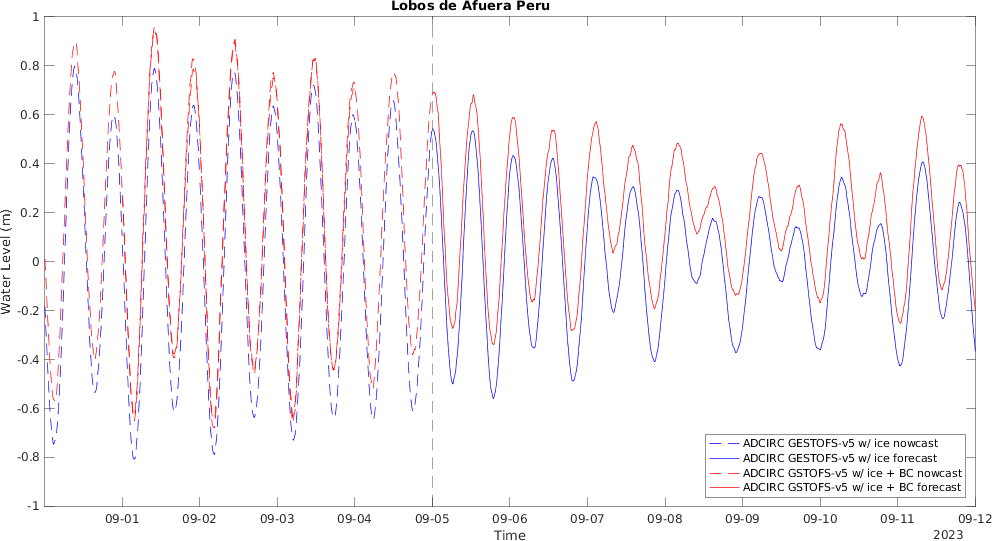 Lobos de Afuera Peru
1
0.8
0.6
0.4
0.2
0
-0.2
-0.4
-0.6
-0.8
-1
Water Level (m)
09-01 09-02 09-03 09-04 09-05 09-06 09-07 09-08 09-09 09-10 09-11 09-12
Time
2023
ADCIRC GESTOFS-v5 w/ ice nowcast
ADCIRC GESTOFS-v5 w/ ice forecast
ADCIRC GSTOFS-v5 w/ ice + BC nowcast
ADCIRC GSTOFS-v5 w/ ice + BC forecast